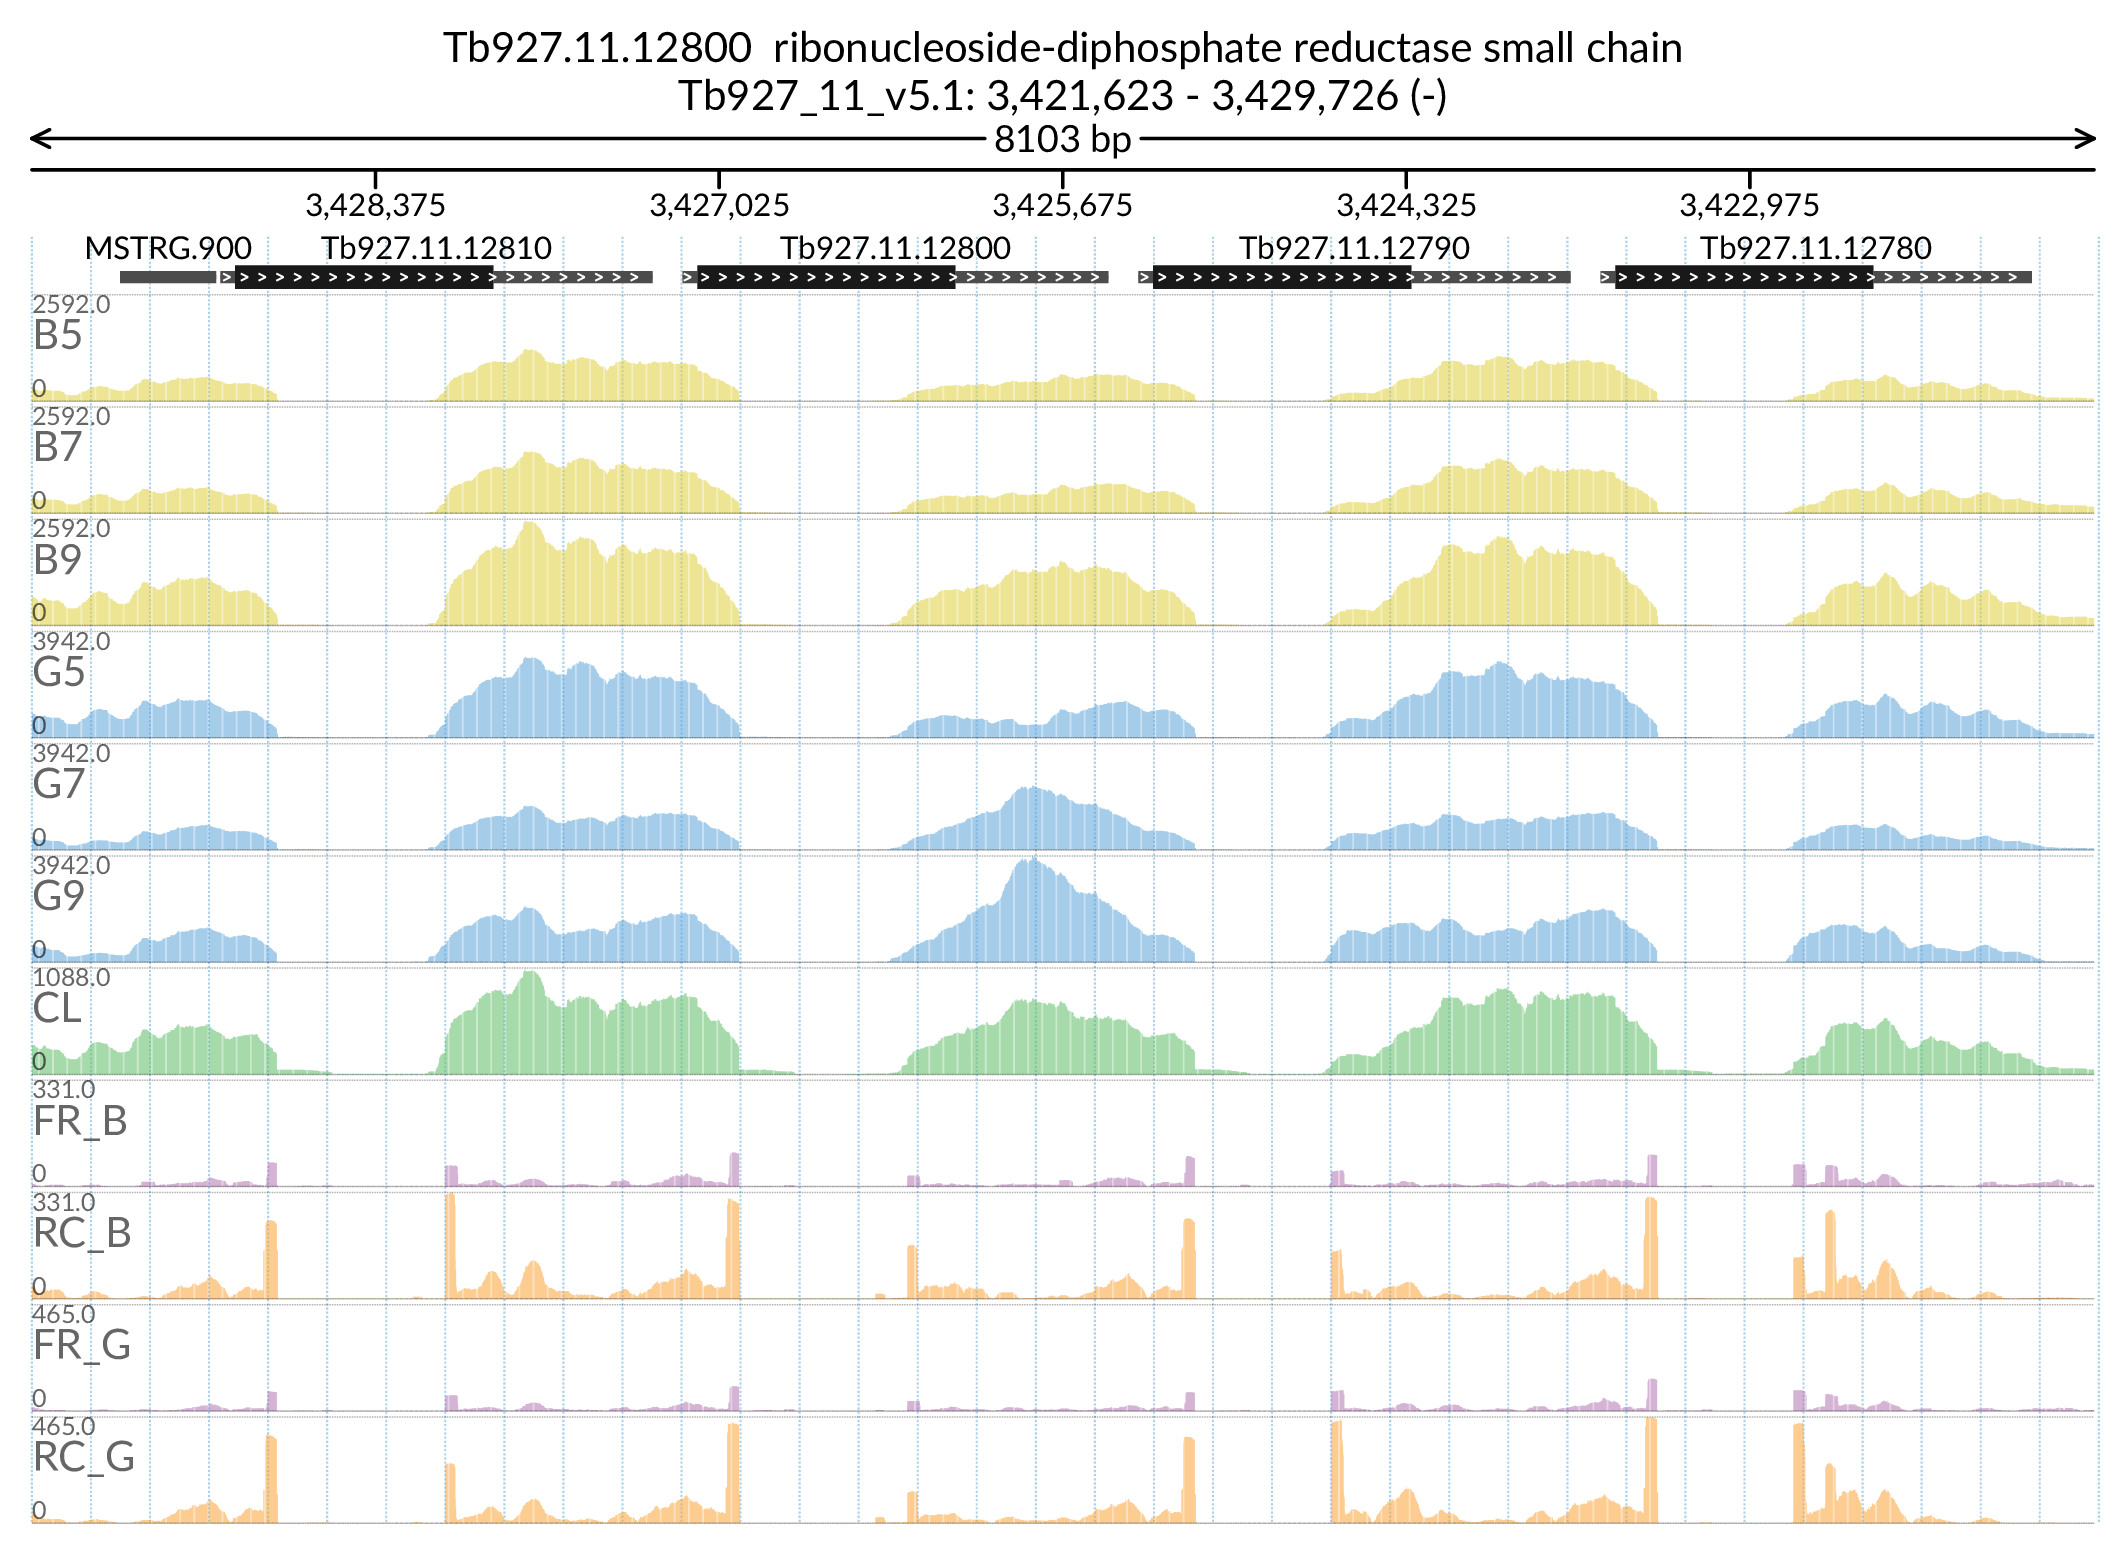 Tb927.11.12800  ribonucleoside-diphosphate reductase small chain
Tb927_11_v5.1: 3,421,623 - 3,429,726 (-)
8103 bp
3,428,375 3,427,025 3,425,675 3,424,325 3,422,975
MSTRG.900 Tb927.11.12810 Tb927.11.12800 Tb927.11.12790 Tb927.11.12780
2592.0
B5
0
2592.0
B7
0
2592.0
B9
0
3942.0
G5
0
3942.0
G7
0
3942.0
G9
0
1088.0
CL
0
331.0
FR_B
0
331.0
RC_B
0
465.0
FR_G
0
465.0
RC_G
0